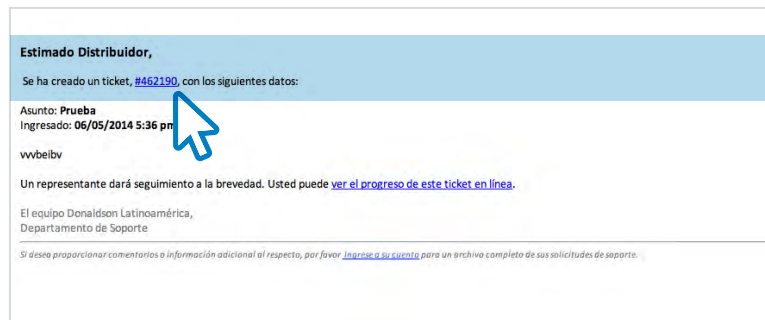 Estimado Distribuidor,
Se ha creado un ticket, #462190, con los siguientes datos:
Asunto: Prueba
Ingresado: 06/05/2014 5:36 pm
vvvbeibv
Un representante dará seguimiento a la brevedad. Usted puede ver el progreso de este ticket en línea.
El equipo Donaldson Latinoamérica,
Departamento de Soporte
Si desea proporcionar comentarios o información adicional al respecto, por favor ingrese a su cuenta para un archivo completo de sus solicitudes de soporte.